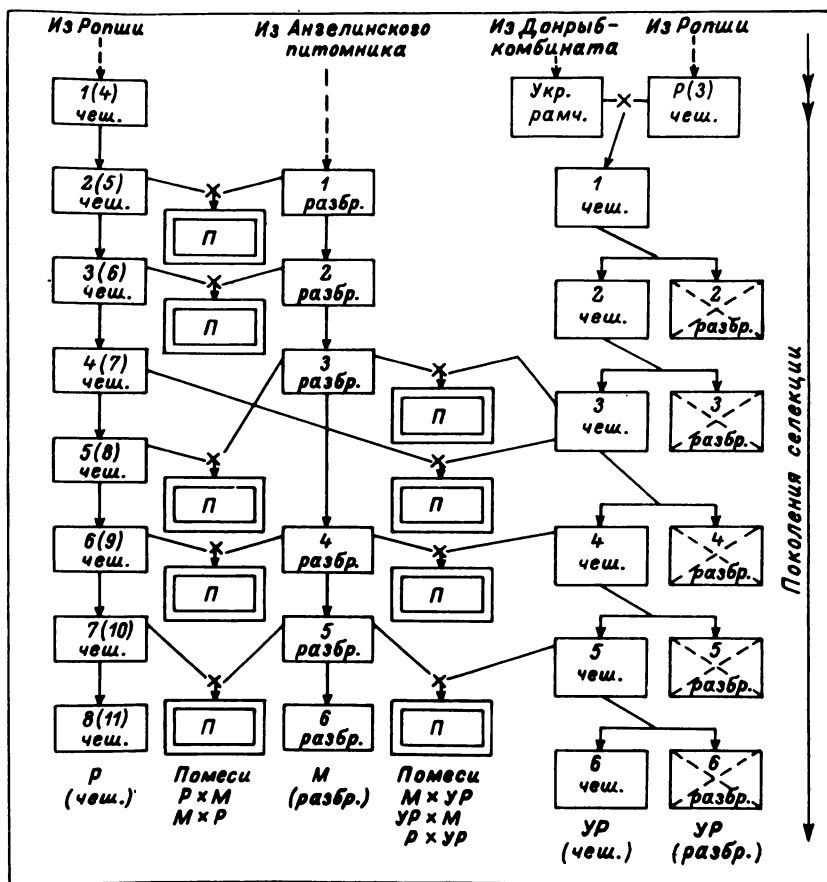 Из Ропши
Из Ангелинского
питомника
Из Донрыб-
комбината
Из Ропши
1(4)
чеш.
Укр.
рамч.
×
Р(3)
чеш.
2(5)
чеш.
×
П
1
разбр.
1
чеш.
3(6)
чеш.
×
П
2
разбр.
2
чеш.
2
разбр.
4(7)
чеш.
3
разбр.
×
П
3
чеш.
3
разбр.
5(8)
чеш.
×
П
×
П
6(9)
чеш.
×
П
4
разбр.
×
П
4
чеш.
4
разбр.
7(10)
чеш.
×
П
5
разбр.
×
П
5
чеш.
5
разбр.
8(11)
чеш.
6
разбр.
6
чеш.
6
разбр.
Р
(чеш.)
Помеси
Р × М
М × Р
М
(разбр.)
Помеси
М × УР
УР × М
Р × УР
УР
(чеш.)
УР
(разбр.)
Поколения селекции